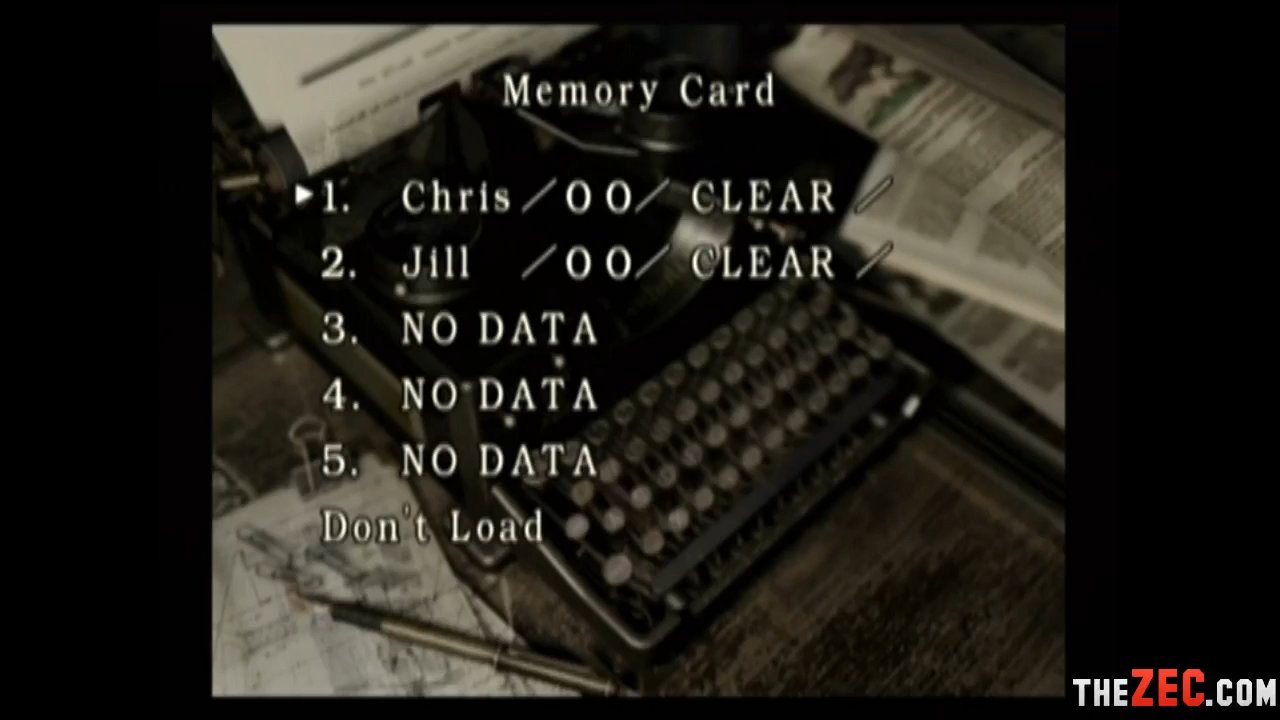 Memory Card
▶1. Chris / 00 / CLEAR /
2. Jill / 00 / CLEAR /
3. NO DATA
4. NO DATA
5. NO DATA
Don't Load
THEZEC.COM